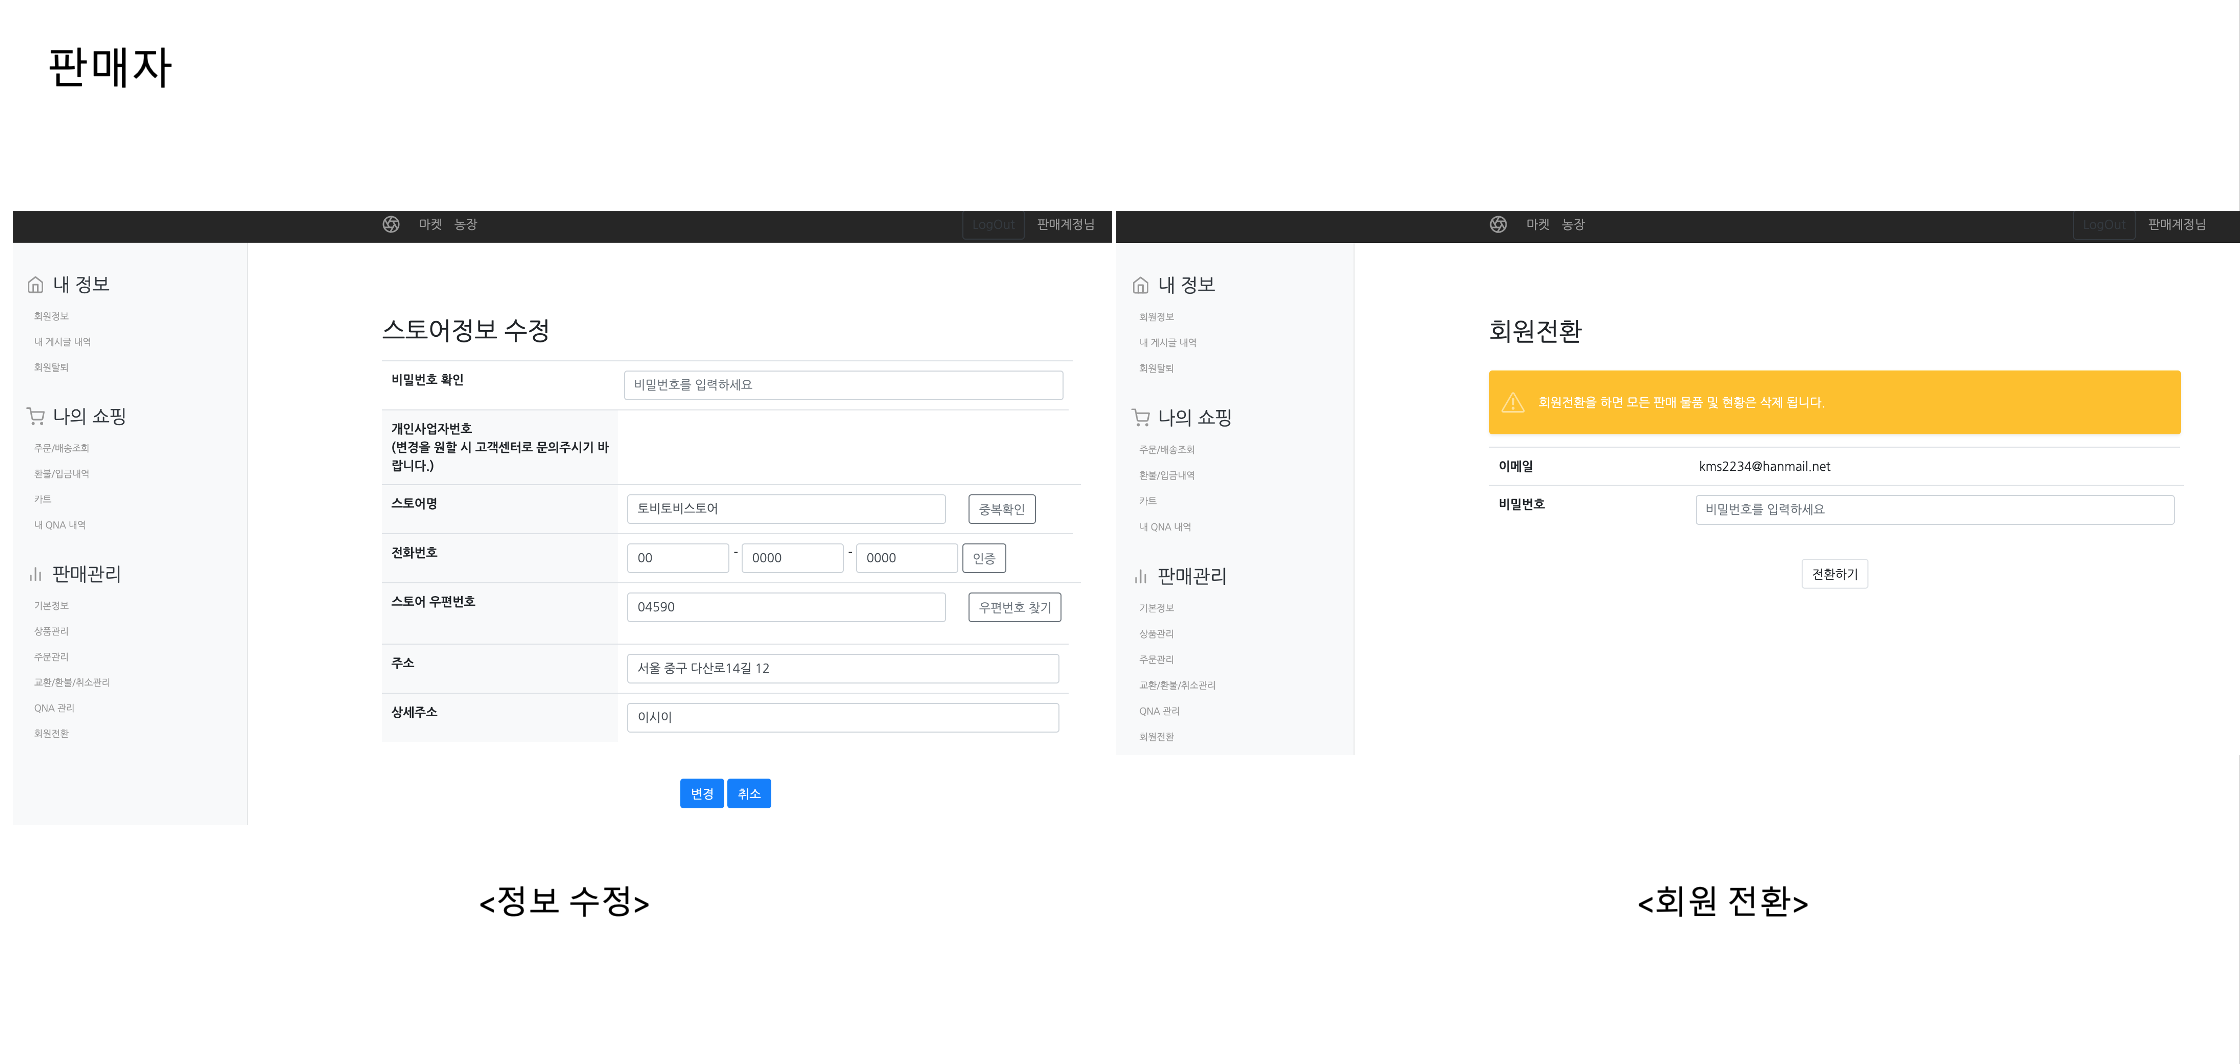 판매자
마켓 농장 LogOut 판매계정님
내 정보
회원정보
내 게시글 내역
회원탈퇴
나의 쇼핑
주문/배송조회
환불/입금내역
카트
내 QNA 내역
판매관리
기본정보
상품관리
주문관리
교환/환불/취소관리
QNA 관리
회원전환
스토어정보 수정
비밀번호 확인 비밀번호를 입력하세요
개인사업자번호
(변경을 원할 시 고객센터로 문의주시기 바
랍니다.)
스토어명 토비토비스토어 중복확인
전화번호 00 - 0000 - 0000 인증
스토어 우편번호 04590 우편번호 찾기
주소 서울 중구 다산로14길 12
상세주소 이시이
변경 취소
<정보 수정>
마켓 농장 LogOut 판매계정님
내 정보
회원정보
내 게시글 내역
회원탈퇴
나의 쇼핑
주문/배송조회
환불/입금내역
카트
내 QNA 내역
판매관리
기본정보
상품관리
주문관리
교환/환불/취소관리
QNA 관리
회원전환
회원전환
회원전환을 하면 모든 판매 물품 및 현황은 삭제 됩니다.
이메일 kms2234@hanmail.net
비밀번호 비밀번호를 입력하세요
전환하기
<회원 전환>